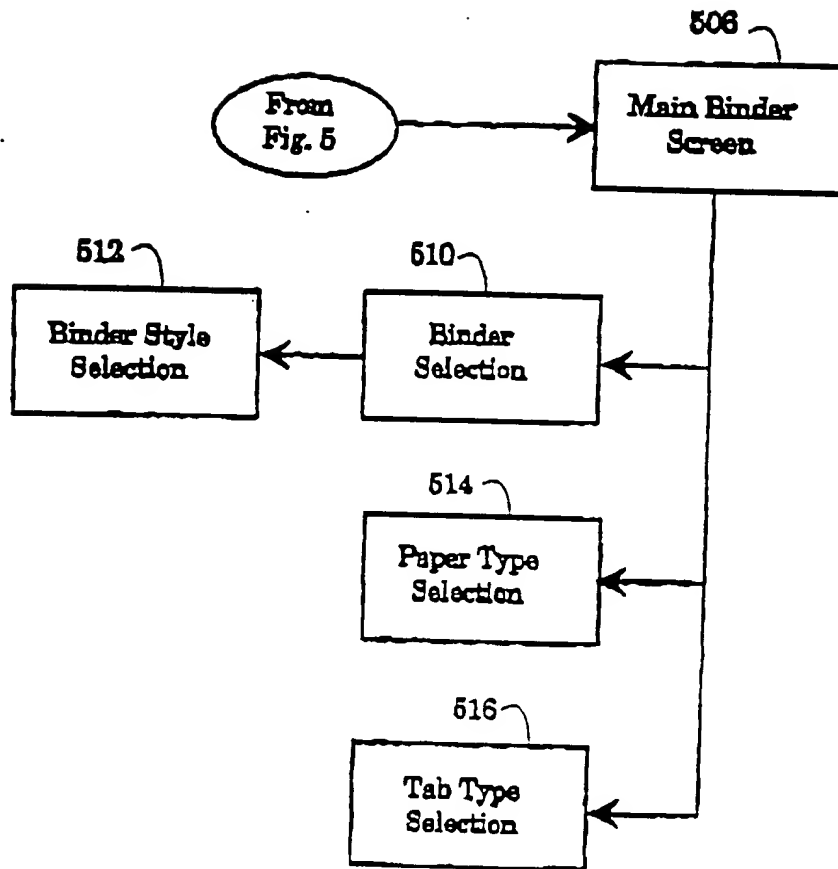 506
From
Fig. 5
Main Binder
Screen
512
510
Binder Style
Selection
Binder
Selection
514
Paper Type
Selection
516
Tab Type
Selection